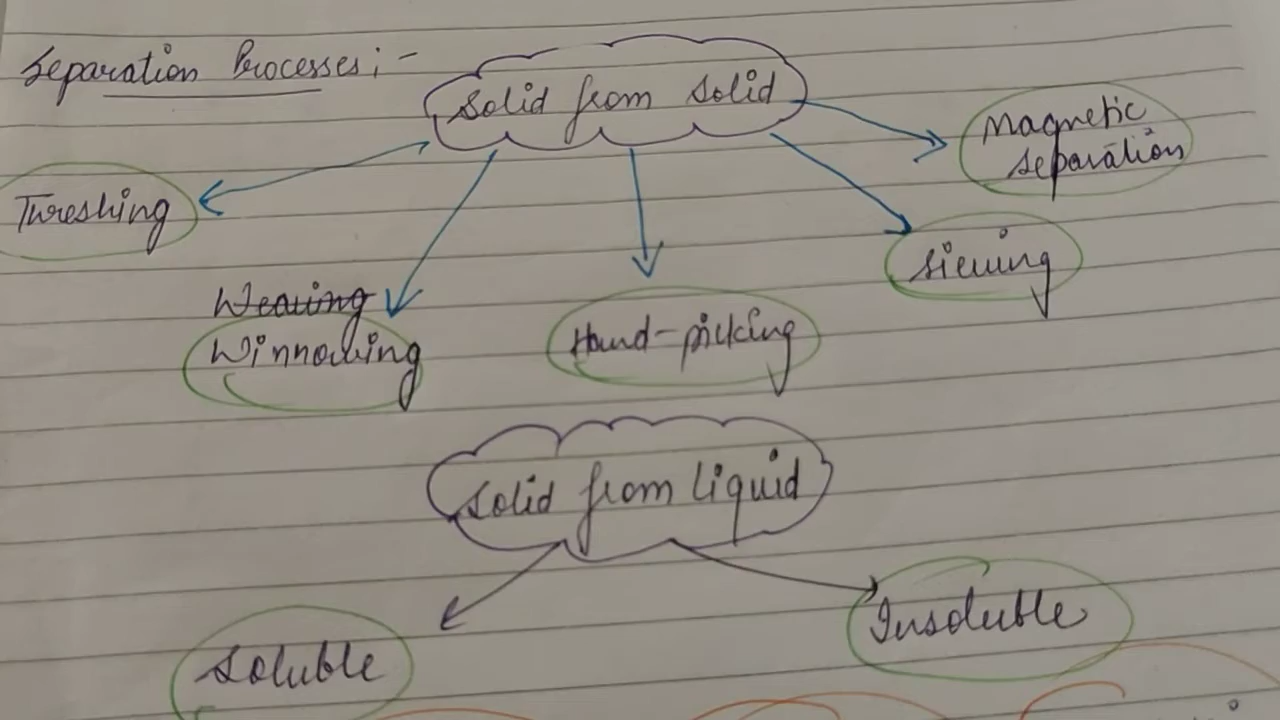 Separation Processes :-
Solid from Solid
Magnetic
separation
Threshing
Sieving
Weaving
Winnowing
Hand-picking
Solid from liquid
Soluble
Insoluble